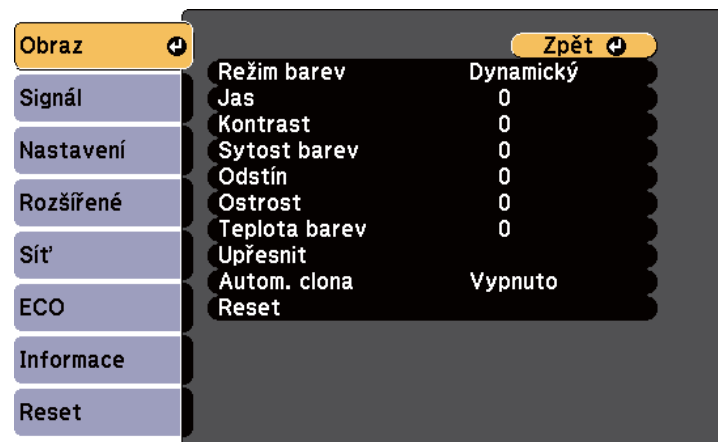 Obraz
Signál
Nastavení
Rozšířené
Síť
ECO
Informace
Reset
Zpět
Režim barev Dynamický
Jas 0
Kontrast 0
Sytost barev 0
Odstín 0
Ostrost 0
Teplota barev 0
Upřesnit
Autom. clona Vypnuto
Reset